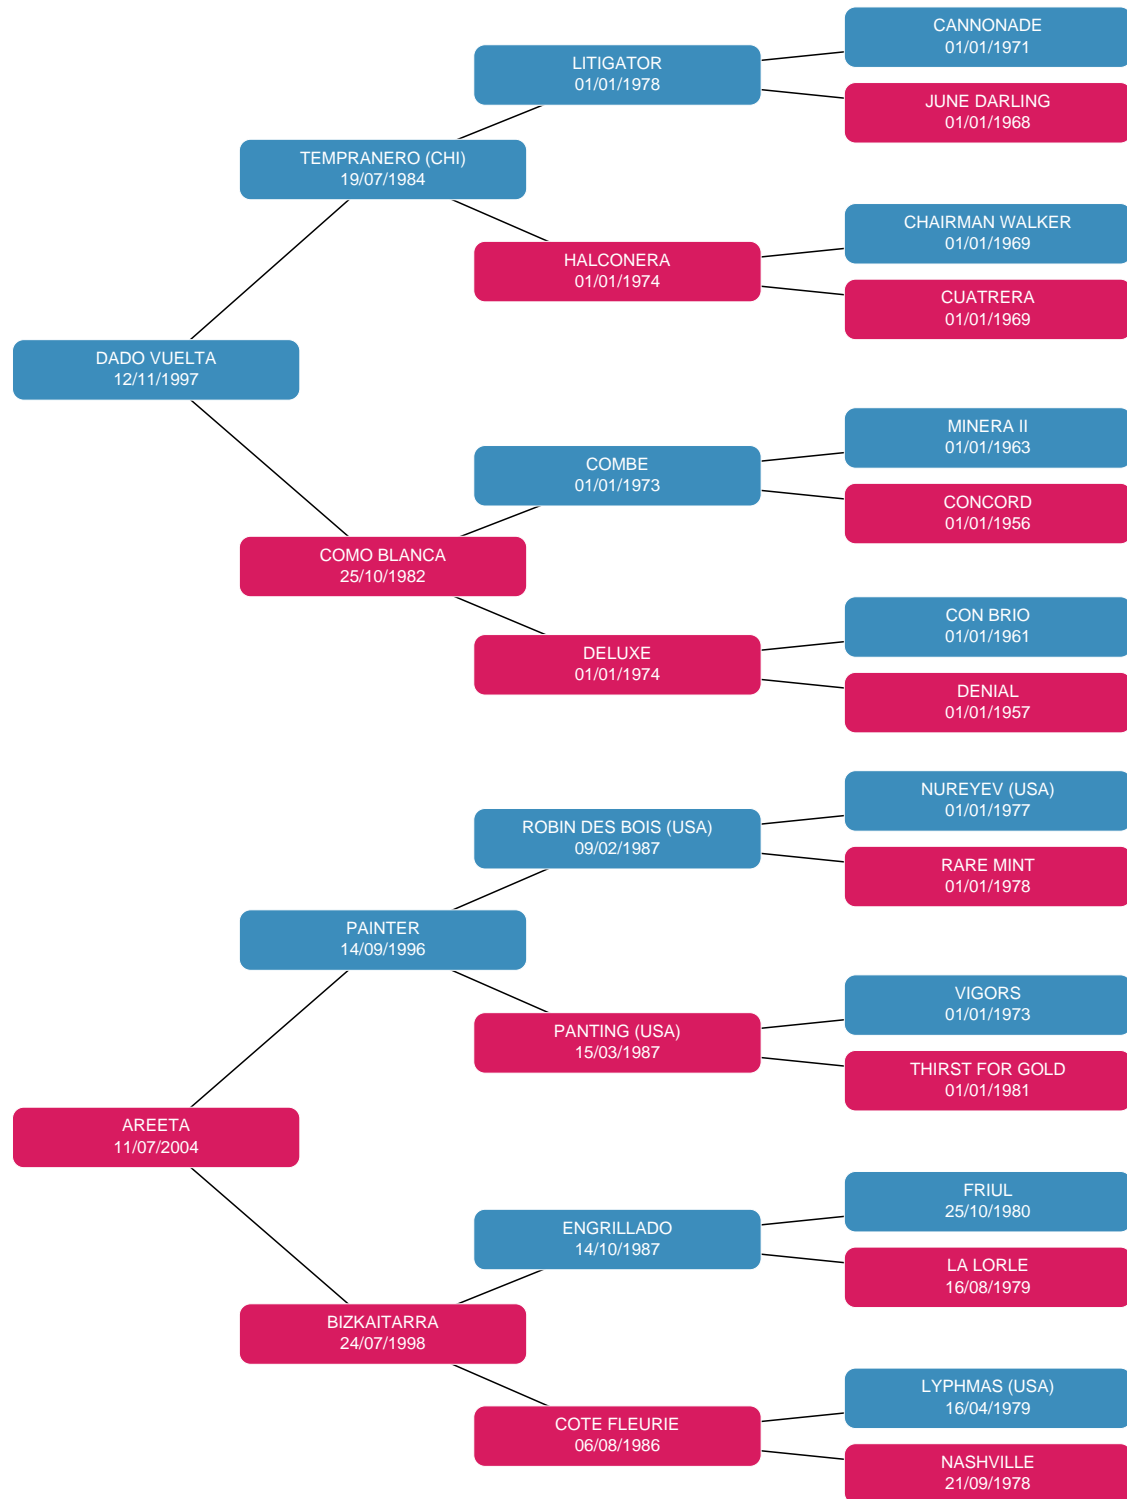 CANNONADE
01/01/1971
LITIGATOR
01/01/1978
JUNE DARLING
01/01/1968
TEMPRANERO (CHI)
19/07/1984
CHAIRMAN WALKER
01/01/1969
HALCONERA
01/01/1974
CUATRERA
01/01/1969
DADO VUELTA
12/11/1997
MINERA II
01/01/1963
COMBE
01/01/1973
CONCORD
01/01/1956
COMO BLANCA
25/10/1982
CON BRIO
01/01/1961
DELUXE
01/01/1974
DENIAL
01/01/1957
NUREYEV (USA)
01/01/1977
ROBIN DES BOIS (USA)
09/02/1987
RARE MINT
01/01/1978
PAINTER
14/09/1996
VIGORS
01/01/1973
PANTING (USA)
15/03/1987
THIRST FOR GOLD
01/01/1981
AREETA
11/07/2004
FRIUL
25/10/1980
ENGRILLADO
14/10/1987
LA LORLE
16/08/1979
BIZKAITARRA
24/07/1998
LYPHMAS (USA)
16/04/1979
COTE FLEURIE
06/08/1986
NASHVILLE
21/09/1978